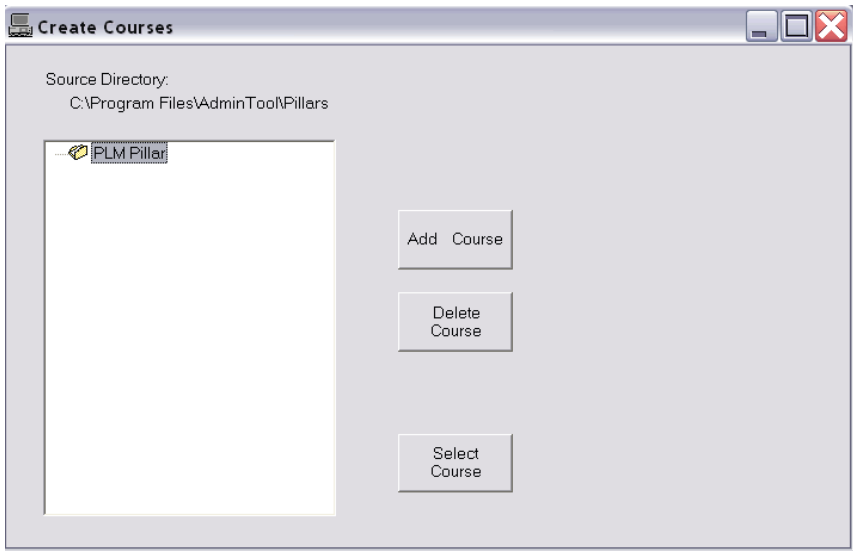 Create Courses
Source Directory:
C:\Program Files\AdminTool\Pillars
PLM Pillar
Add Course
Delete
Course
Select
Course